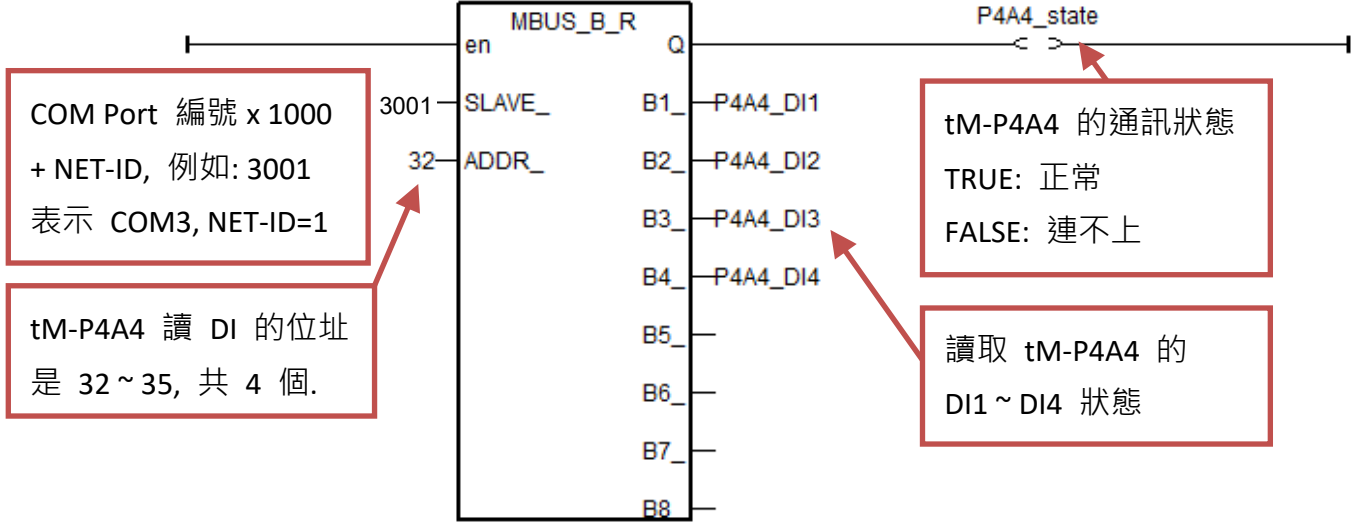 MBUS_B_R
P4A4_state
en
Q
COM Port 編號 x 1000
+ NET-ID, 例如: 3001
表示 COM3, NET-ID=1
3001
SLAVE_
B1_
P4A4_DI1
32
ADDR_
B2_
P4A4_DI2
B3_
P4A4_DI3
B4_
P4A4_DI4
B5_
B6_
B7_
B8
tM-P4A4 的通訊狀態
TRUE: 正常
FALSE: 連不上
tM-P4A4 讀 DI 的位址
是 32 ~ 35, 共 4 個.
讀取 tM-P4A4 的
DI1 ~ DI4 狀態